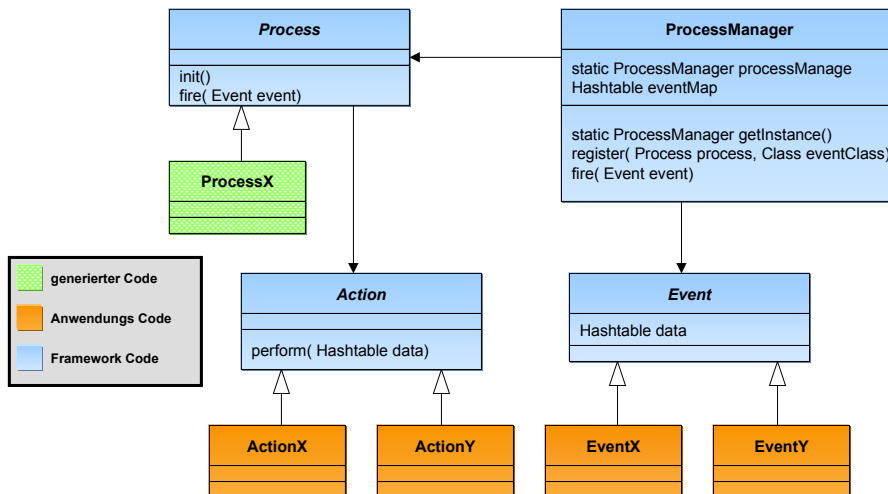 Process
init()
fire( Event event)
ProcessManager
static ProcessManager processManage
Hashtable eventMap
static ProcessManager getInstance()
register( Process process, Class eventClass)
fire( Event event)
ProcessX
generierter Code
Anwendungs Code
Framework Code
Action
perform( Hashtable data)
Event
Hashtable data
ActionX
ActionY
EventX
EventY